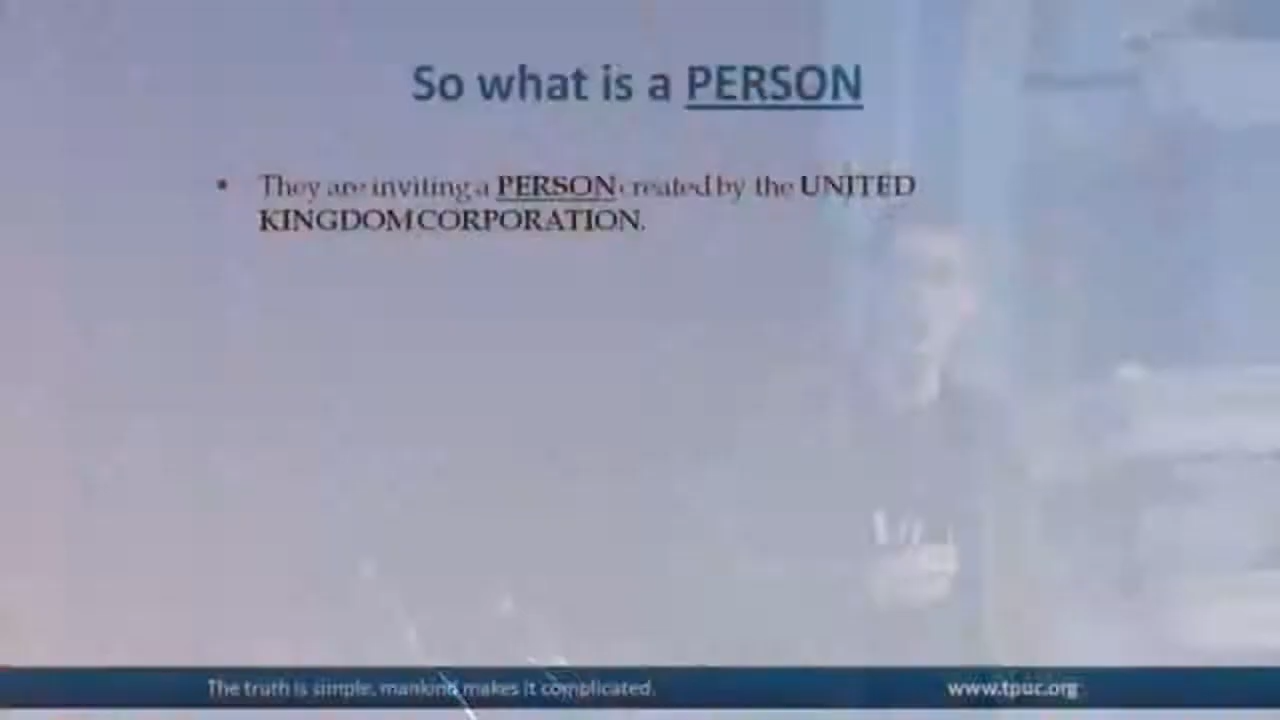 So what is a PERSON
• They are inviting a PERSON created by the UNITED
KINGDOM CORPORATION.
The truth is simple, mankind makes it complicated.
www.tpuc.org